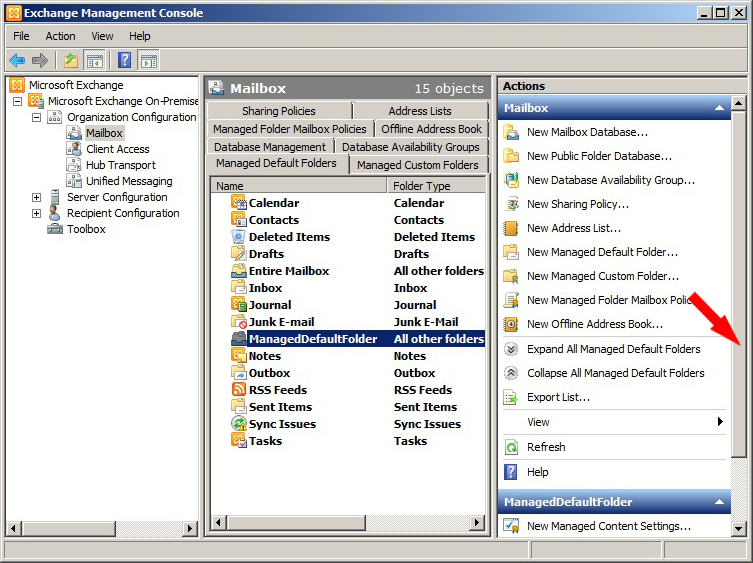 Exchange Management Console
File Action View Help
Microsoft Exchange
Microsoft Exchange On-Premise
Organization Configuration
Mailbox
Client Access
Hub Transport
Unified Messaging
Server Configuration
Recipient Configuration
Toolbox
Mailbox 15 objects
Sharing Policies Address Lists
Managed Folder Mailbox Policies Offline Address Book
Database Management Database Availability Groups
Managed Default Folders Managed Custom Folders
Name Folder Type
Calendar Calendar
Contacts Contacts
Deleted Items Deleted Items
Drafts Drafts
Entire Mailbox All other folders
Inbox Inbox
Journal Journal
Junk E-mail Junk E-Mail
ManagedDefaultFolder All other folders
Notes Notes
Outbox Outbox
RSS Feeds RSS Feeds
Sent Items Sent Items
Sync Issues Sync Issues
Tasks Tasks
Actions
Mailbox
New Mailbox Database...
New Public Folder Database...
New Database Availability Group...
New Sharing Policy...
New Address List...
New Managed Default Folder...
New Managed Custom Folder...
New Managed Folder Mailbox Polic
New Offline Address Book...
Expand All Managed Default Folders
Collapse All Managed Default Folders
Export List...
View
Refresh
Help
ManagedDefaultFolder
New Managed Content Settings...